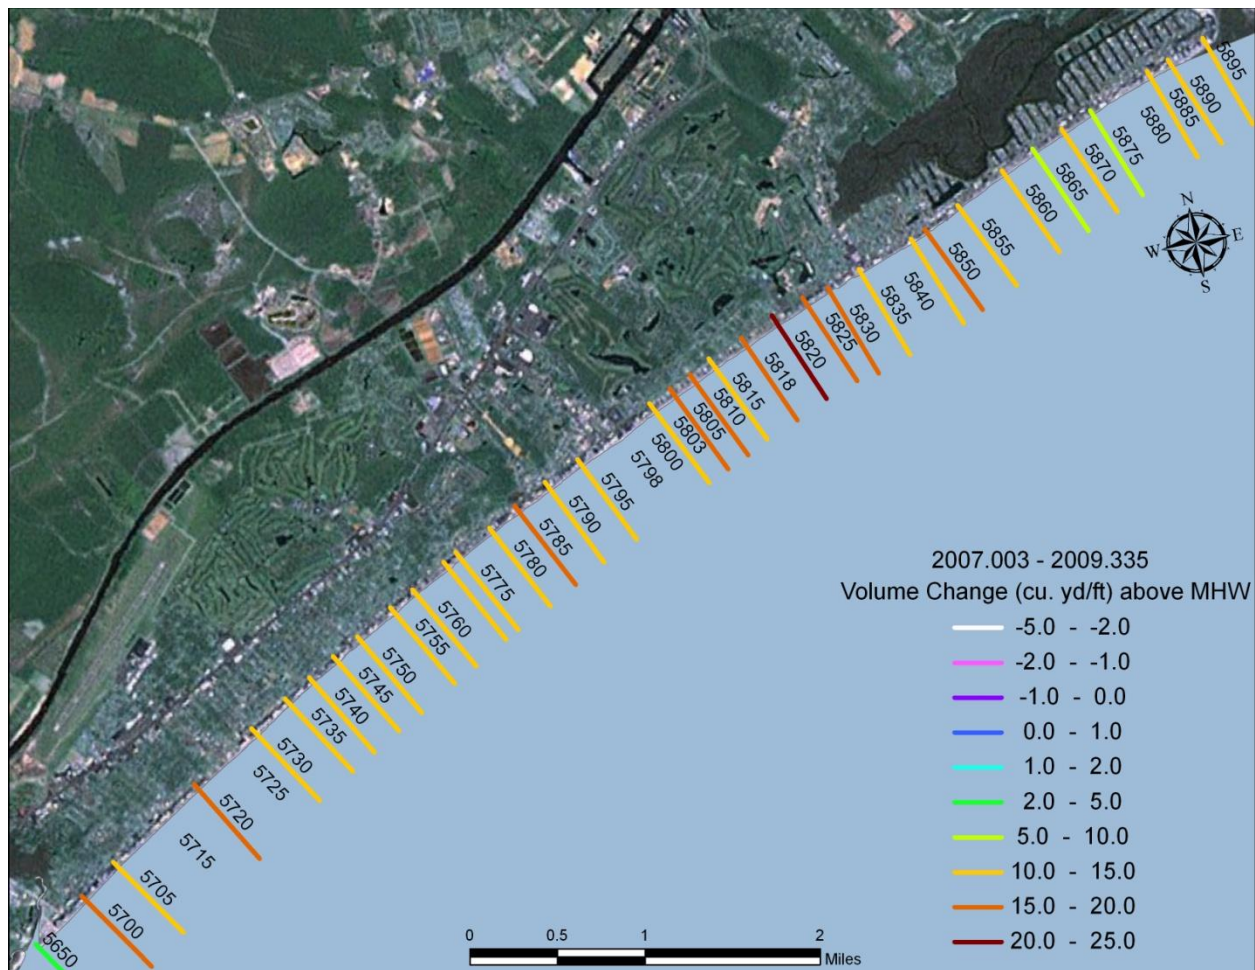 5895
5890
5885
5880
5875
5870
5865
5860
5855
5850
5840
5835
5830
5825
5820
5818
5815
5810
5805
5803
5800
5798
5795
5790
5785
5780
5775
5760
5755
5750
5745
5740
5735
5730
5725
5720
5715
5705
5700
5650
N
W E
S
2007.003 - 2009.335
Volume Change (cu. yd/ft) above MHW
-5.0 - -2.0
-2.0 - -1.0
-1.0 - 0.0
0.0 - 1.0
1.0 - 2.0
2.0 - 5.0
5.0 - 10.0
10.0 - 15.0
15.0 - 20.0
20.0 - 25.0
0 0.5 1 2
Miles